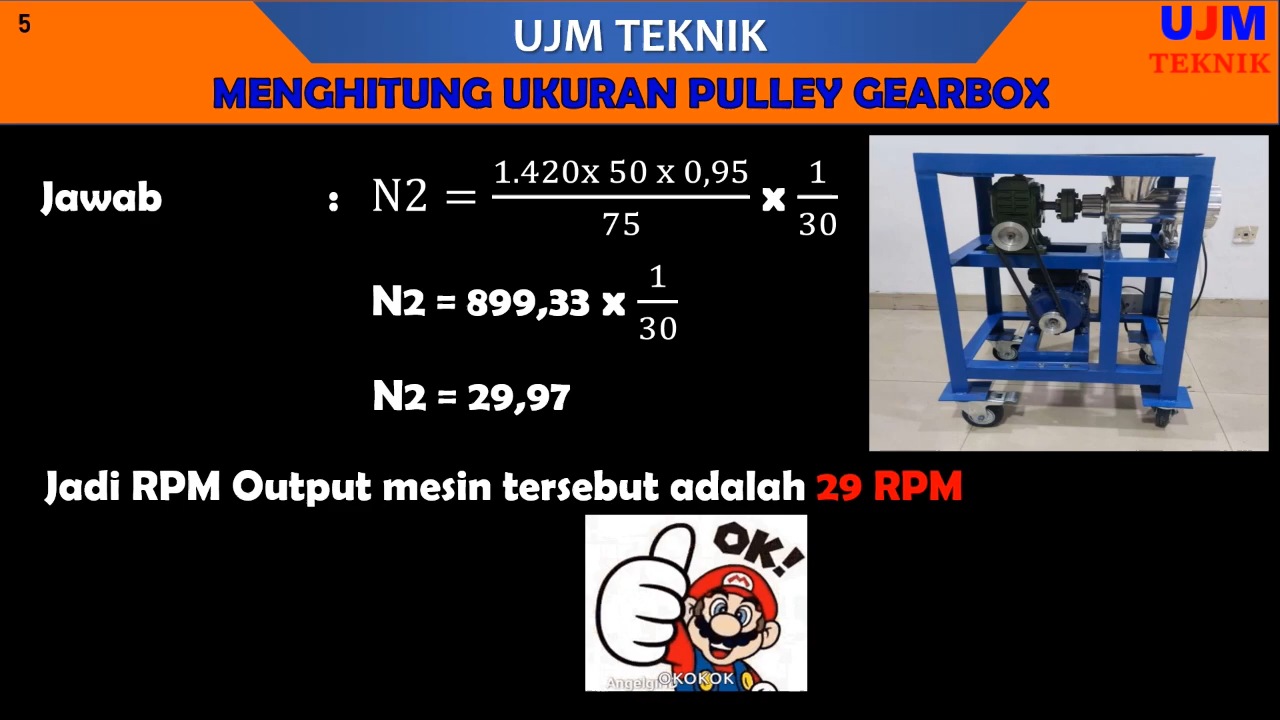 5
UJM TEKNIK
UJM
TEKNIK
MENGHITUNG UKURAN PULLEY GEARBOX
Jawab : N2 = 1.420x 50 x 0,95 / 75 x 1 / 30
N2 = 899,33 x 1 / 30
N2 = 29,97
Jadi RPM Output mesin tersebut adalah 29 RPM
OK!
M
OKOKOK